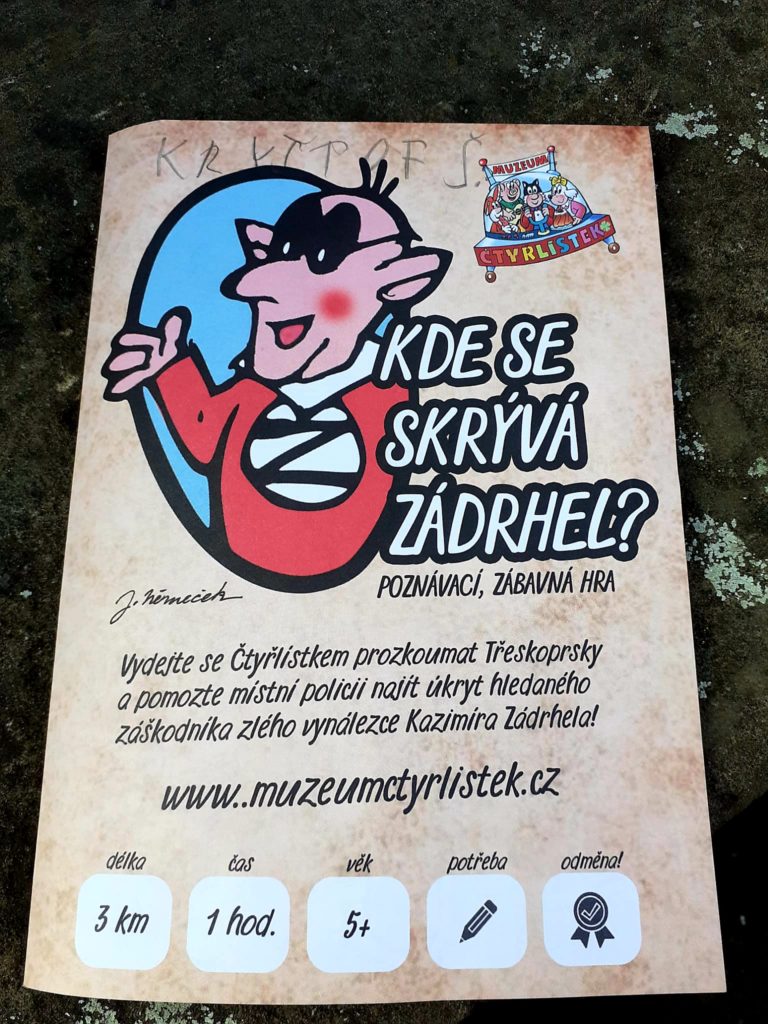 KRYČTOF Š.
MUZEUM
ČTYŘLÍSTEK
KDE SE
SKRÝVÁ
ZÁDRHEL?
POZNÁVACÍ, ZÁBAVNÁ HRA
J. Němeček
Vydejte se Čtyřlístkem prozkoumat Třeskoprsky
a pomozte místní policii najít úkryt hledaného
záškodníka zlého vynálezce Kazimíra Zádrhela!
www..muzeumctyrlistek.cz
délka čas věk potřeba odměna!
3 km 1 hod. 5+